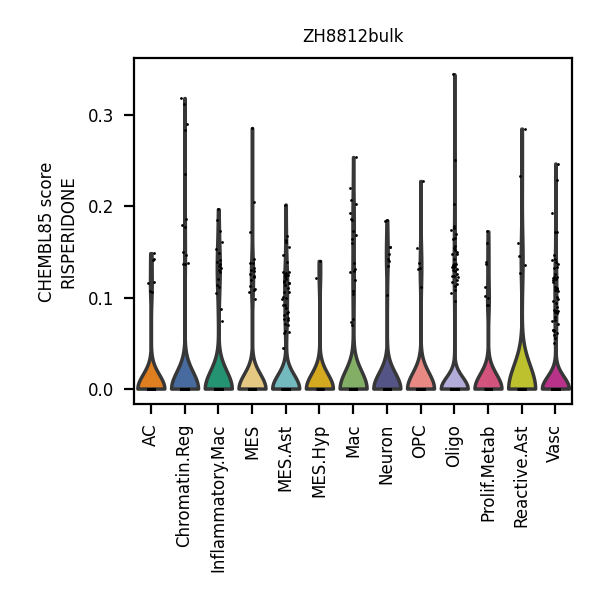 ZH8812bulk
CHEMBL85 score
RISPERIDONE
0.3
0.2
0.1
0.0
AC
Chromatin.Reg
Inflammatory.Mac
MES
MES.Ast
MES.Hyp
Mac
Neuron
OPC
Oligo
Prolif.Metab
Reactive.Ast
Vasc